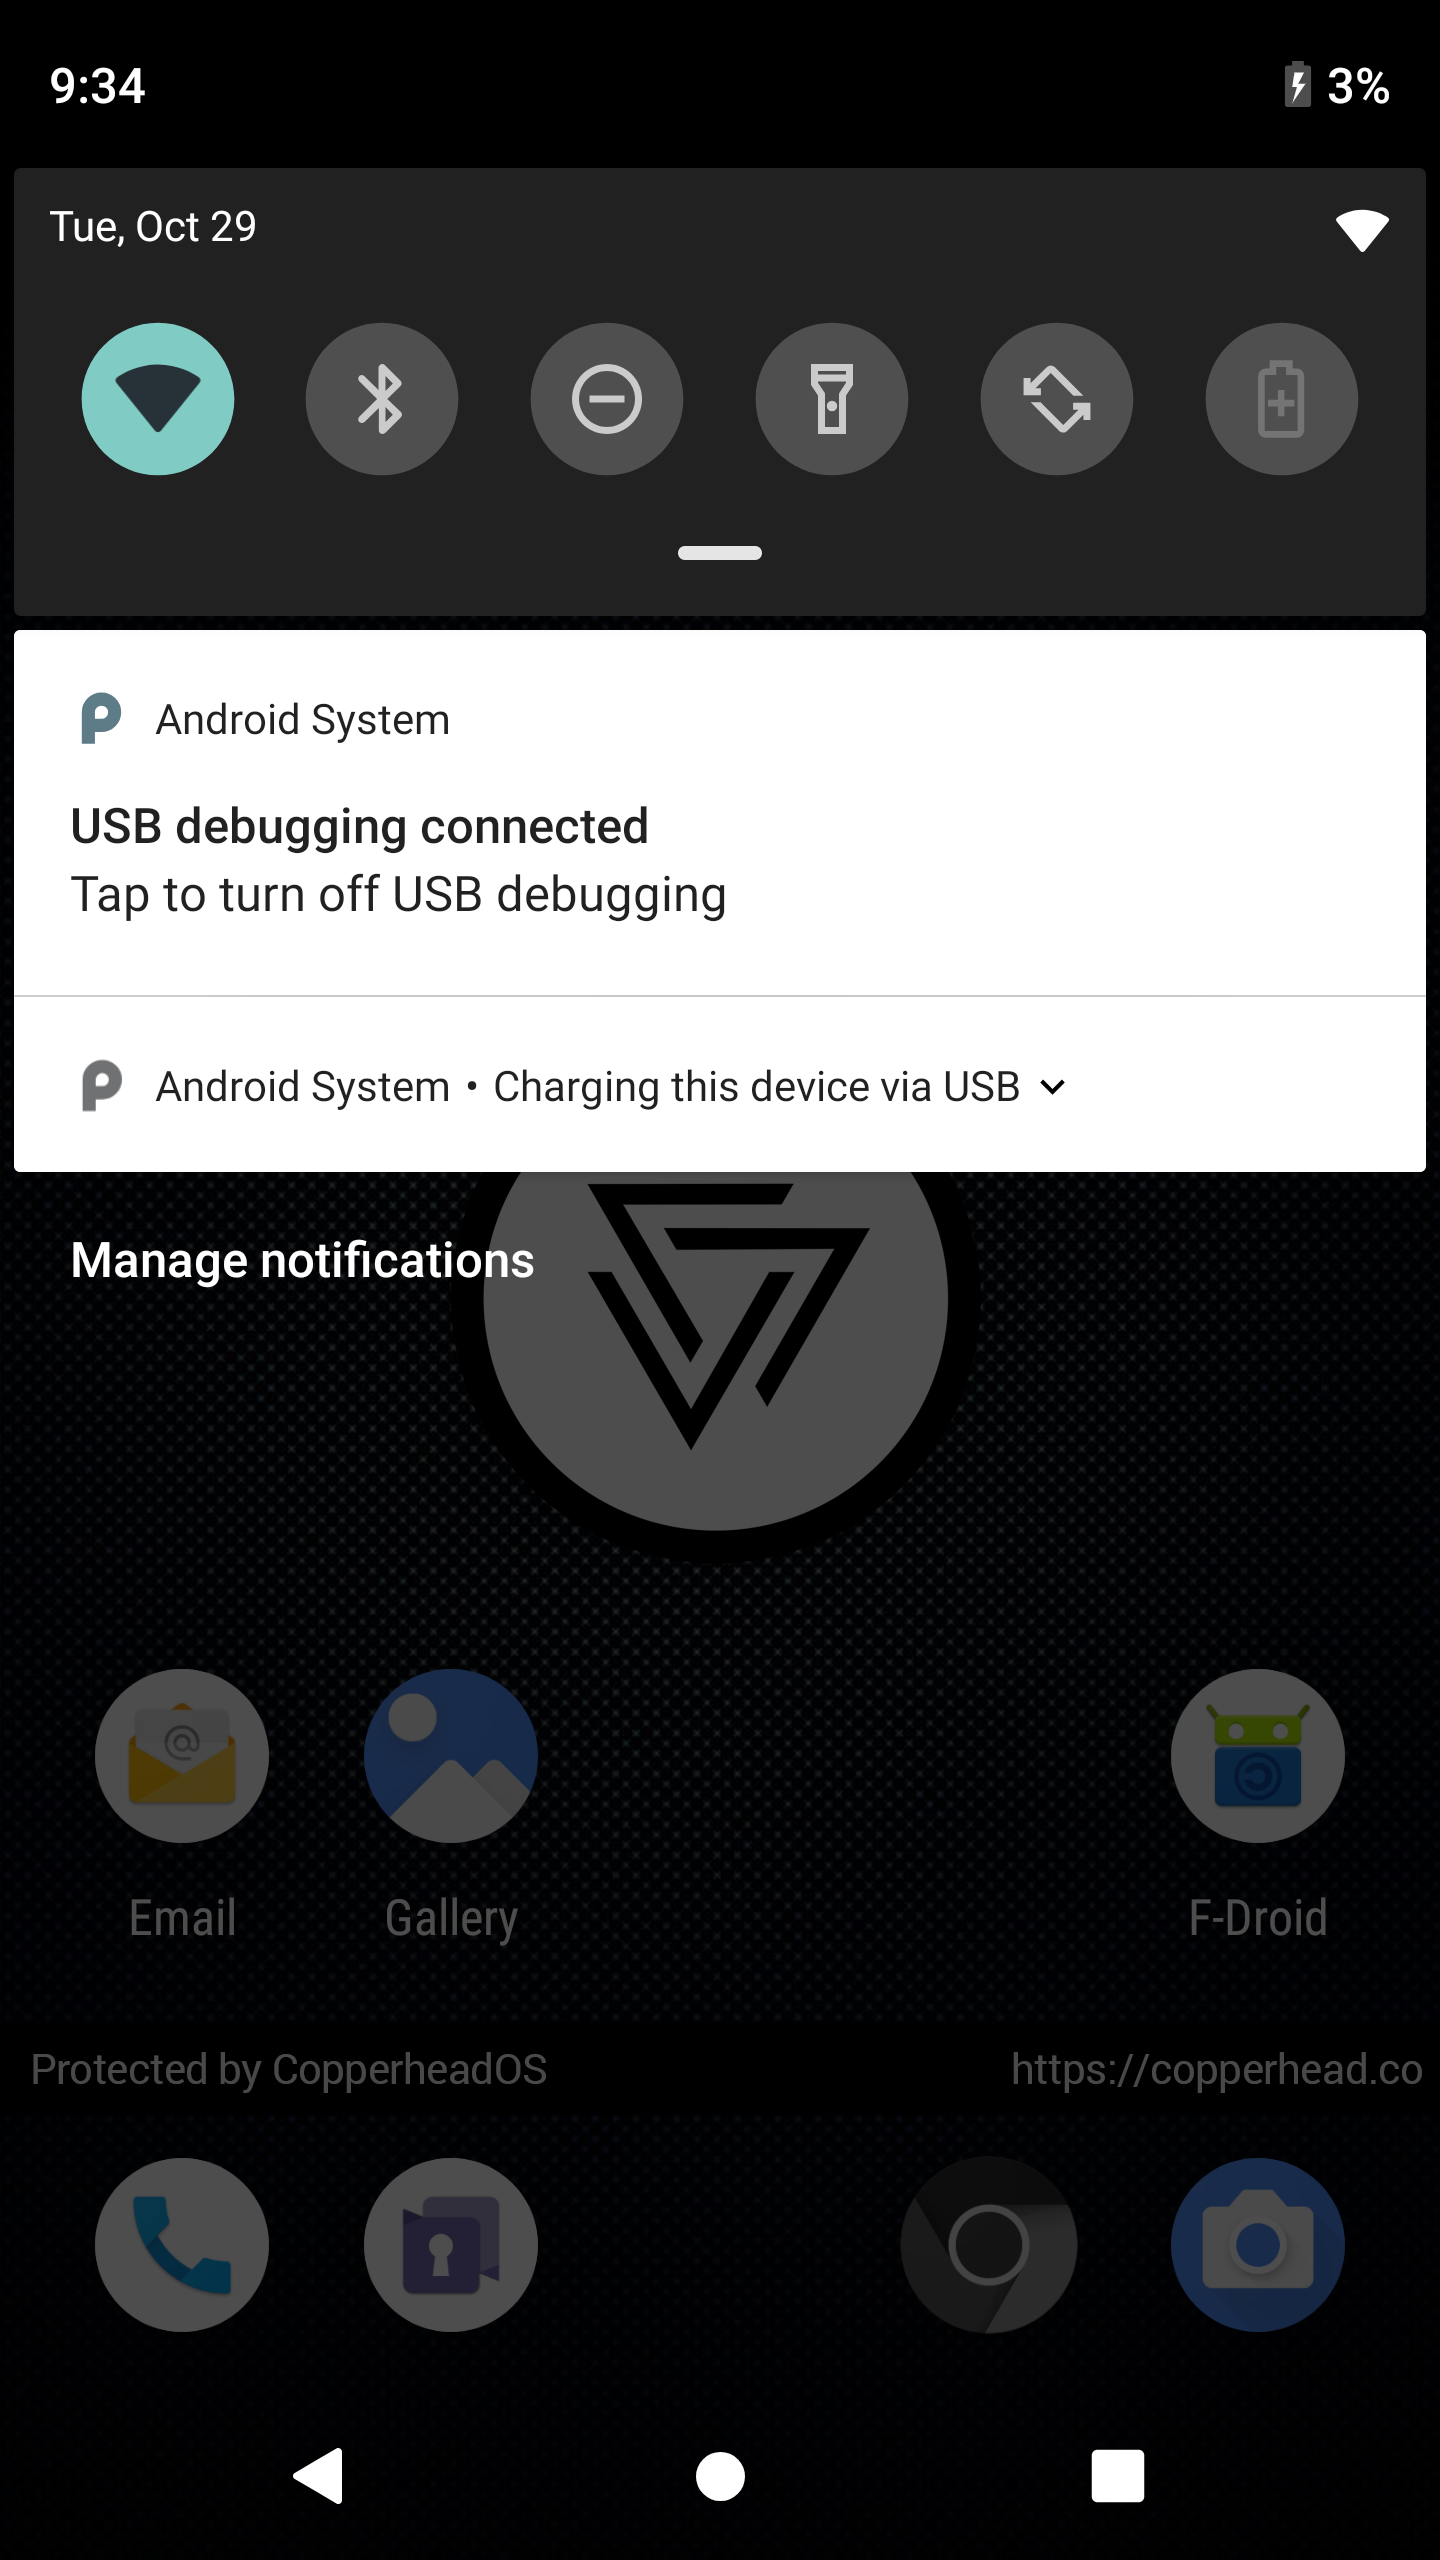 9:34
3%
Tue, Oct 29
Android System
USB debugging connected
Tap to turn off USB debugging
Android System • Charging this device via USB
Manage notifications
Email
Gallery
F-Droid
Protected by CopperheadOS
https://copperhead.co